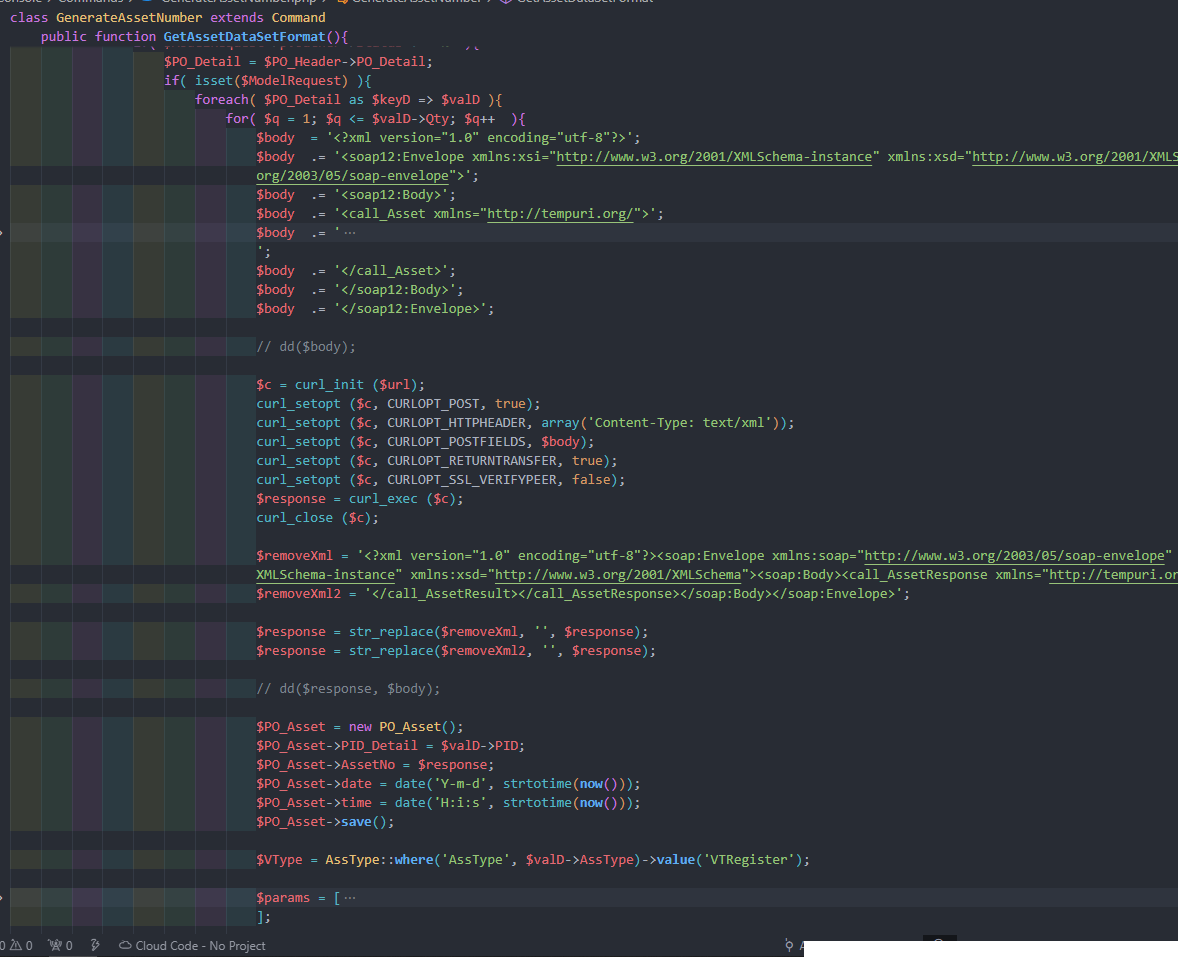 GenerateAssetNumber
GetAssetDataSetFormat
class GenerateAssetNumber extends Command
public function GetAssetDataSetFormat(){
$PO_Detail = $PO_Header->PO_Detail;
if( isset($ModelRequest) ){
foreach( $PO_Detail as $keyD => $valD ){
for( $q = 1; $q <= $valD->Qty; $q++  ){
$body  = '<?xml version="1.0" encoding="utf-8"?>';
$body  .= '<soap12:Envelope xmlns:xsi="http://www.w3.org/2001/XMLSchema-instance" xmlns:xsd="http://www.w3.org/2001/XMLS
org/2003/05/soap-envelope">';
$body  .= '<soap12:Body>';
$body  .= '<call_Asset xmlns="http://tempuri.org/">';
$body  .= '···
';
$body  .= '</call_Asset>';
$body  .= '</soap12:Body>';
$body  .= '</soap12:Envelope>';
// dd($body);
$c = curl_init ($url);
curl_setopt ($c, CURLOPT_POST, true);
curl_setopt ($c, CURLOPT_HTTPHEADER, array('Content-Type: text/xml'));
curl_setopt ($c, CURLOPT_POSTFIELDS, $body);
curl_setopt ($c, CURLOPT_RETURNTRANSFER, true);
curl_setopt ($c, CURLOPT_SSL_VERIFYPEER, false);
$response = curl_exec ($c);
curl_close ($c);
$removeXml = '<?xml version="1.0" encoding="utf-8"?><soap:Envelope xmlns:soap="http://www.w3.org/2003/05/soap-envelope"
XMLSchema-instance" xmlns:xsd="http://www.w3.org/2001/XMLSchema"><soap:Body><call_AssetResponse xmlns="http://tempuri.or
$removeXml2 = '</call_AssetResult></call_AssetResponse></soap:Body></soap:Envelope>';
$response = str_replace($removeXml, '', $response);
$response = str_replace($removeXml2, '', $response);
// dd($response, $body);
$PO_Asset = new PO_Asset();
$PO_Asset->PID_Detail = $valD->PID;
$PO_Asset->AssetNo = $response;
$PO_Asset->date = date('Y-m-d', strtotime(now()));
$PO_Asset->time = date('H:i:s', strtotime(now()));
$PO_Asset->save();
$VType = AssType::where('AssType', $valD->AssType)->value('VTRegister');
$params = [···
];
0 0 0 Cloud Code - No Project